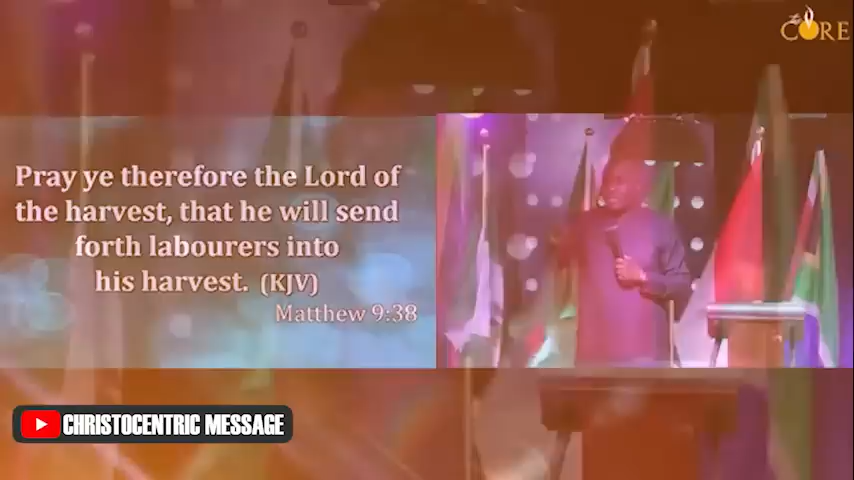 The
CORE
Pray ye therefore the Lord of
the harvest, that he will send
forth labourers into
his harvest. (KJV)
Matthew 9:38
CHRISTOCENTRIC MESSAGE